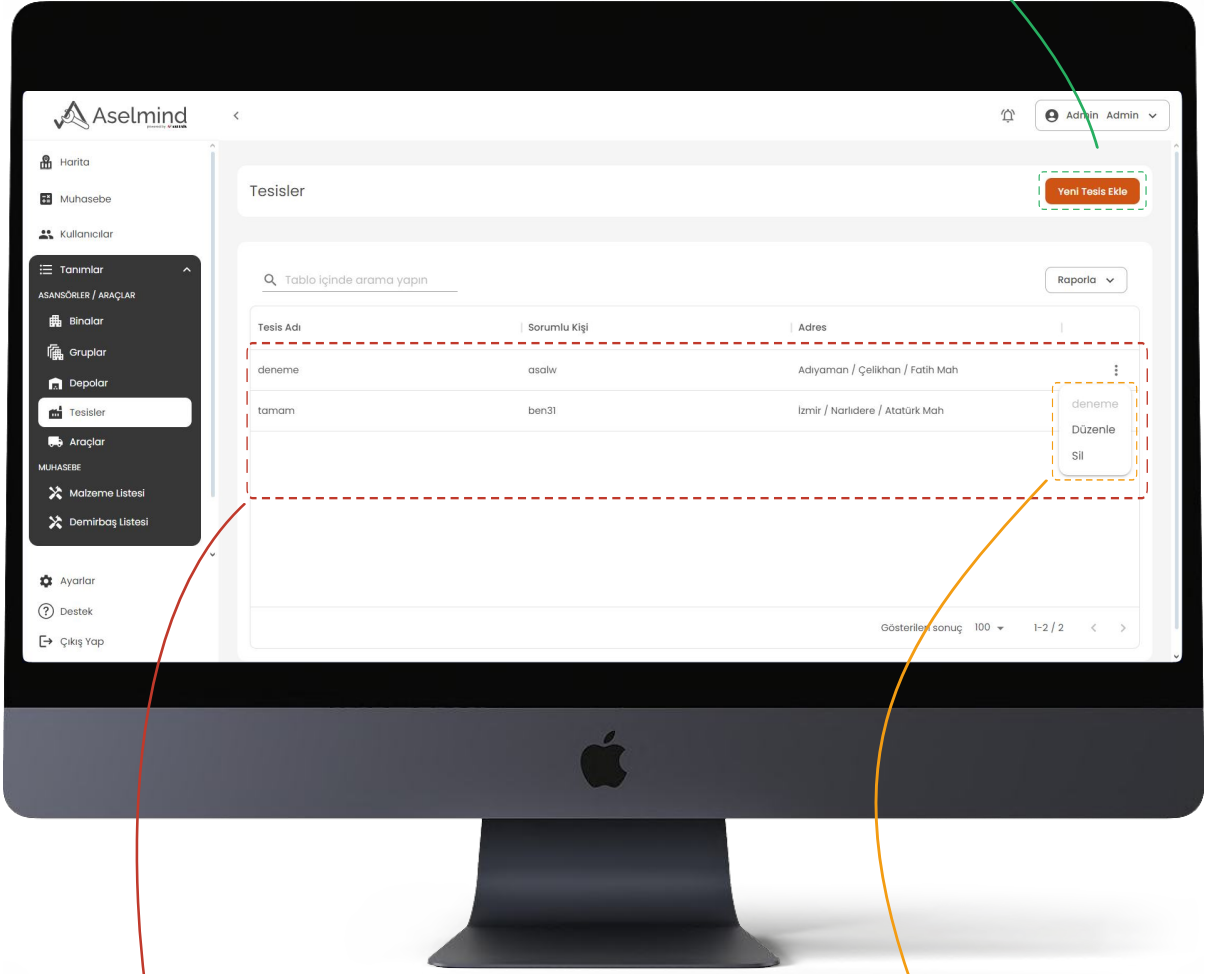 Aselmind
Admin Admin
Harita
Muhasebe
Kullanıcılar
Tanımlar
ASANSÖRLER / ARAÇLAR
Binalar
Gruplar
Depolar
Tesisler
Araçlar
MUHASEBE
Malzeme Listesi
Demirbaş Listesi
Ayarlar
Destek
Çıkış Yap
Tesisler
Yeni Tesis Ekle
Tablo içinde arama yapın
Raporla
Tesis Adı Sorumlu Kişi Adres
deneme asalw Adıyaman / Çelikhan / Fatih Mah
tamam ben31 İzmir / Narlıdere / Atatürk Mah
deneme
Düzenle
Sil
Gösterilen sonuç 100 1-2 / 2